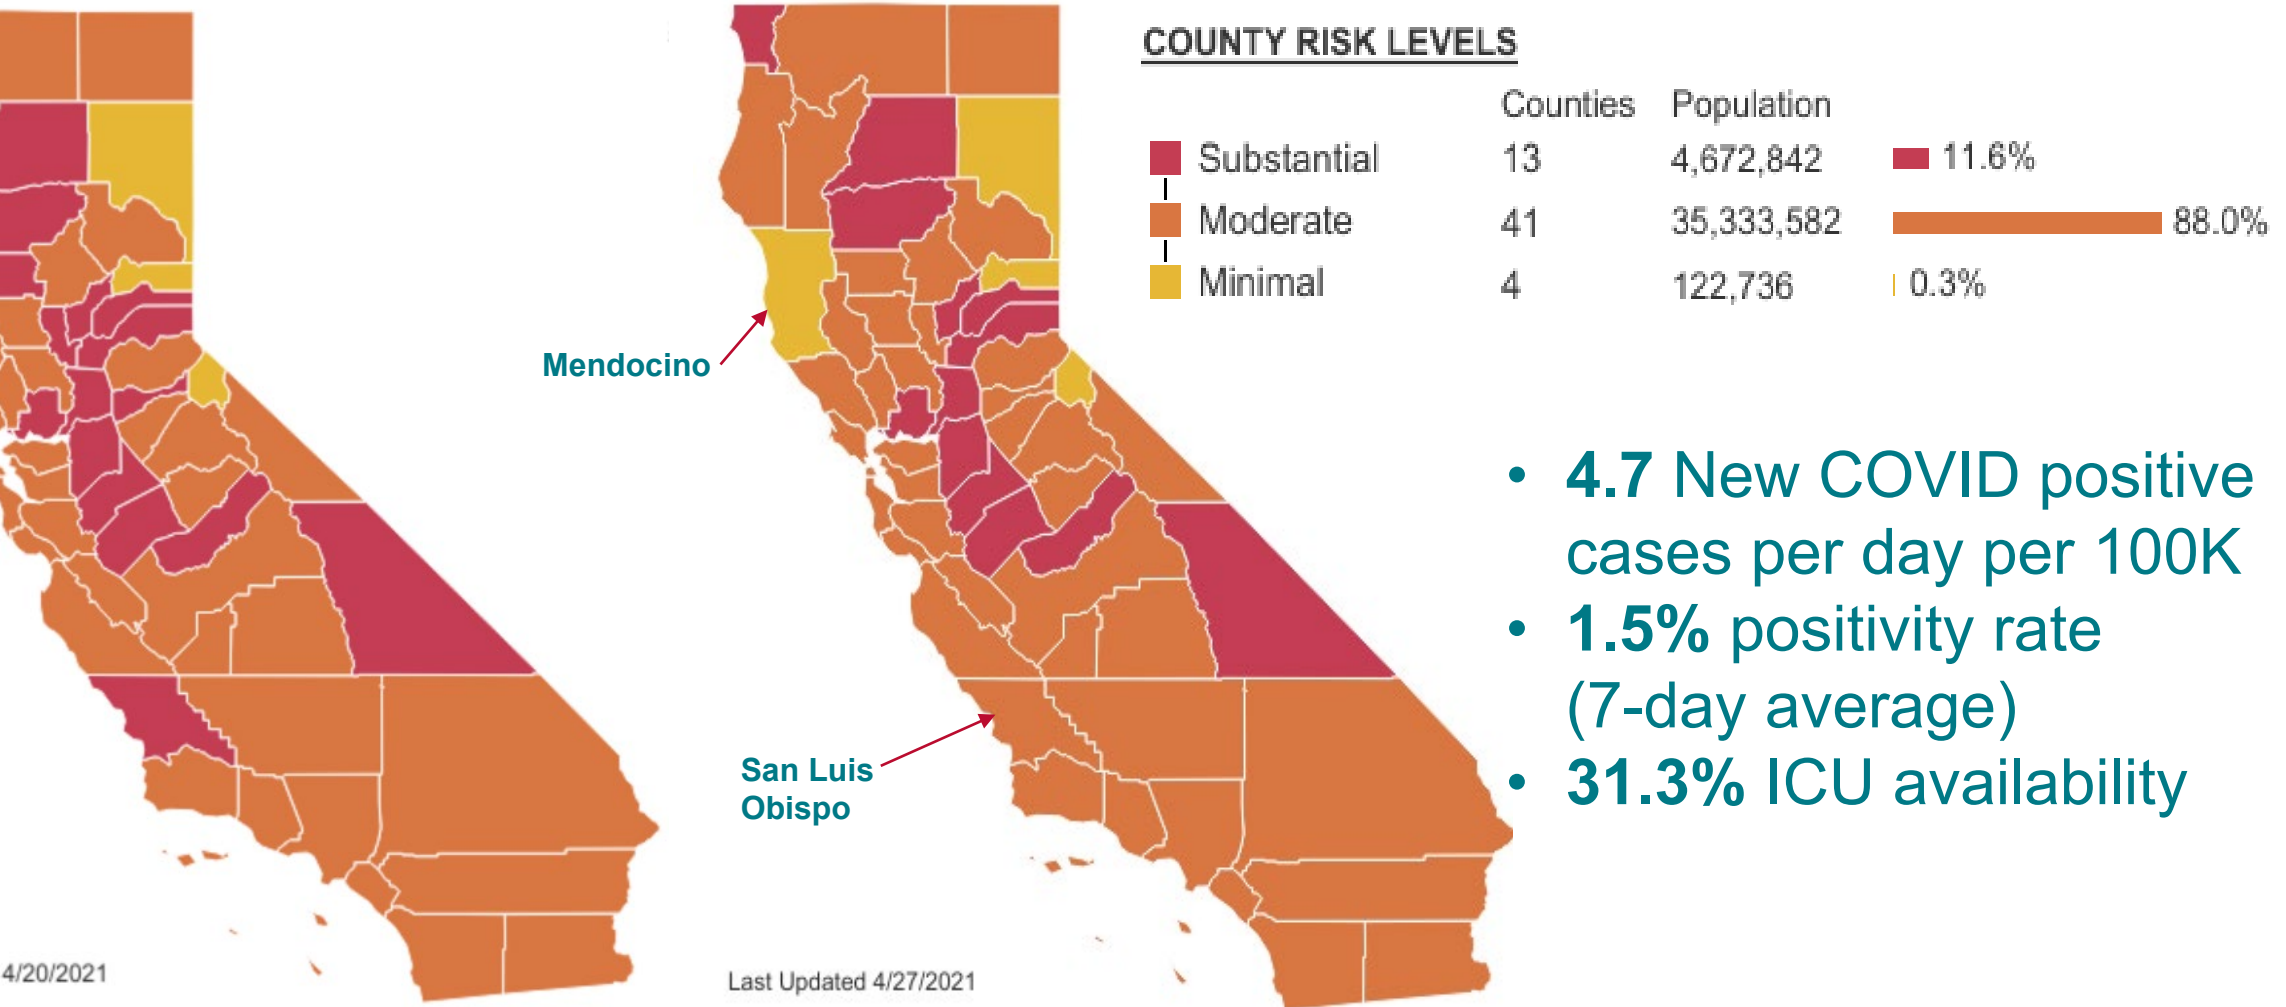 COUNTY RISK LEVELS
Counties Population
Substantial 13 4,672,842 11.6%
Moderate 41 35,333,582 88.0%
Minimal 4 122,736 0.3%
Mendocino
San Luis
Obispo
• 4.7 New COVID positive
cases per day per 100K
• 1.5% positivity rate
(7-day average)
• 31.3% ICU availability
4/20/2021
Last Updated 4/27/2021